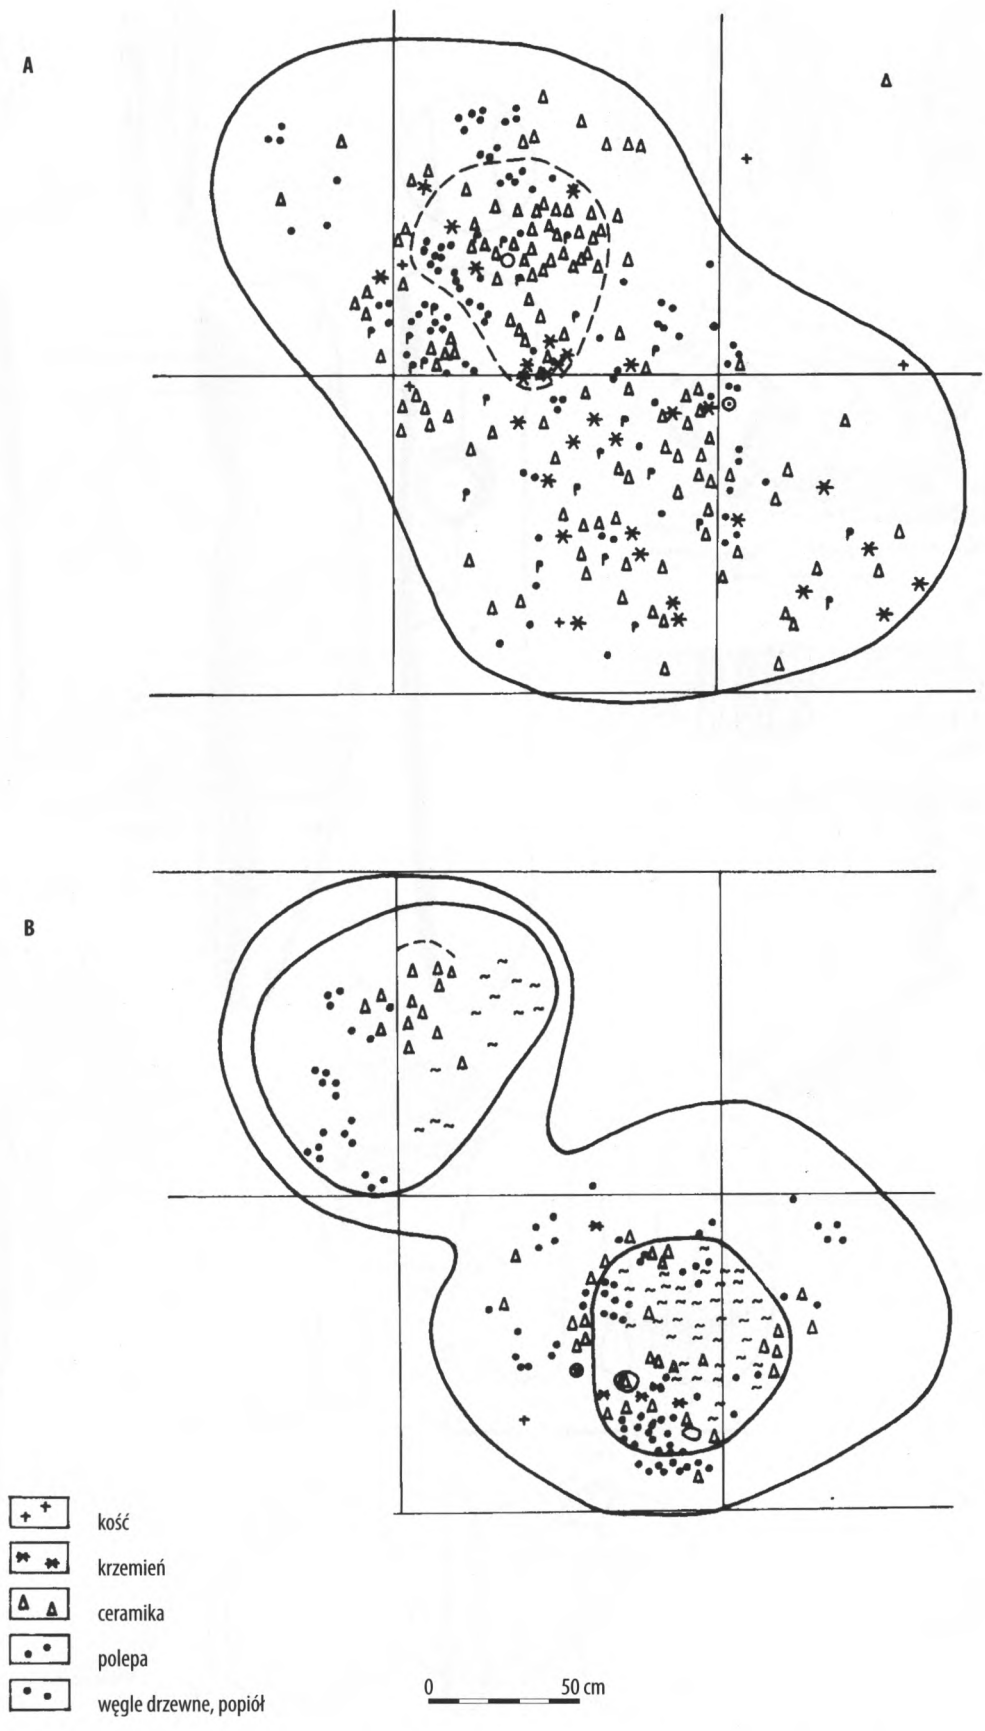 A
B
kość
krzemień
ceramika
polepa
węgle drzewne, popiół
0 50 cm